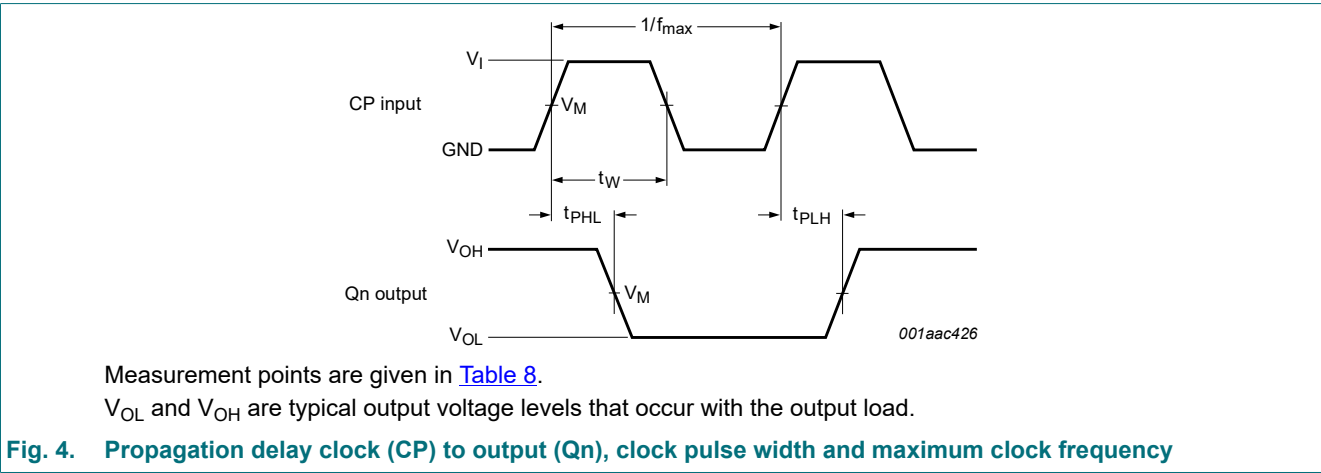 1/fmax
VI
CP input
VM
GND
tW
tPHL
tPLH
VOH
Qn output
VM
VOL
001aac426
Measurement points are given in Table 8.
VOL and VOH are typical output voltage levels that occur with the output load.
Fig. 4. Propagation delay clock (CP) to output (Qn), clock pulse width and maximum clock frequency